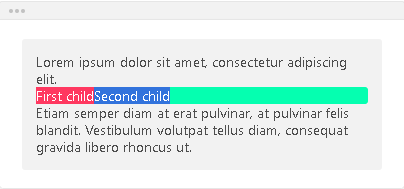 Lorem ipsum dolor sit amet, consectetur adipiscing
elit.
First childSecond child
Etiam semper diam at erat pulvinar, at pulvinar felis
blandit. Vestibulum volutpat tellus diam, consequat
gravida libero rhoncus ut.